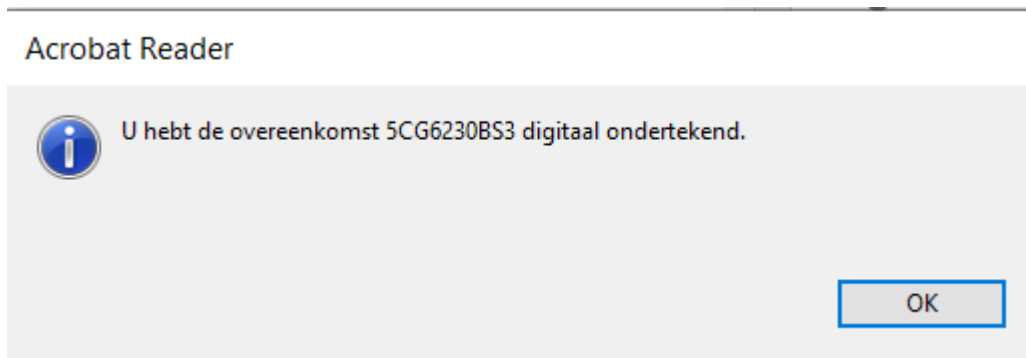 Acrobat Reader
U hebt de overeenkomst 5CG6230BS3 digitaal ondertekend.
OK